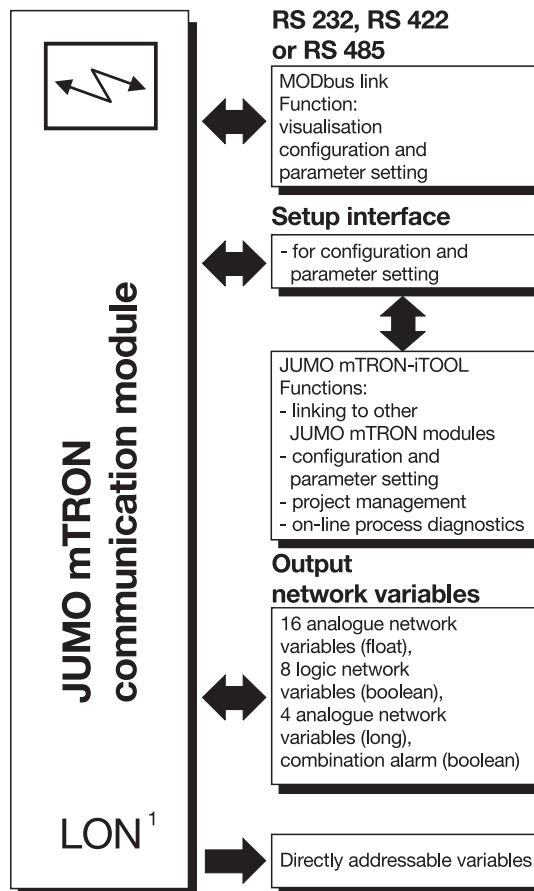 JUMO mTRON
communication module
LON 1
RS 232, RS 422
or RS 485
MODbus link
Function:
visualisation
configuration and
parameter setting
Setup interface
- for configuration and
parameter setting
JUMO mTRON-iTOOL
Functions:
- linking to other
JUMO mTRON modules
- configuration and
parameter setting
- project management
- on-line process diagnostics
Output
network variables
16 analogue network
variables (float),
8 logic network
variables (boolean),
4 analogue network
variables (long),
combination alarm (boolean)
Directly addressable variables